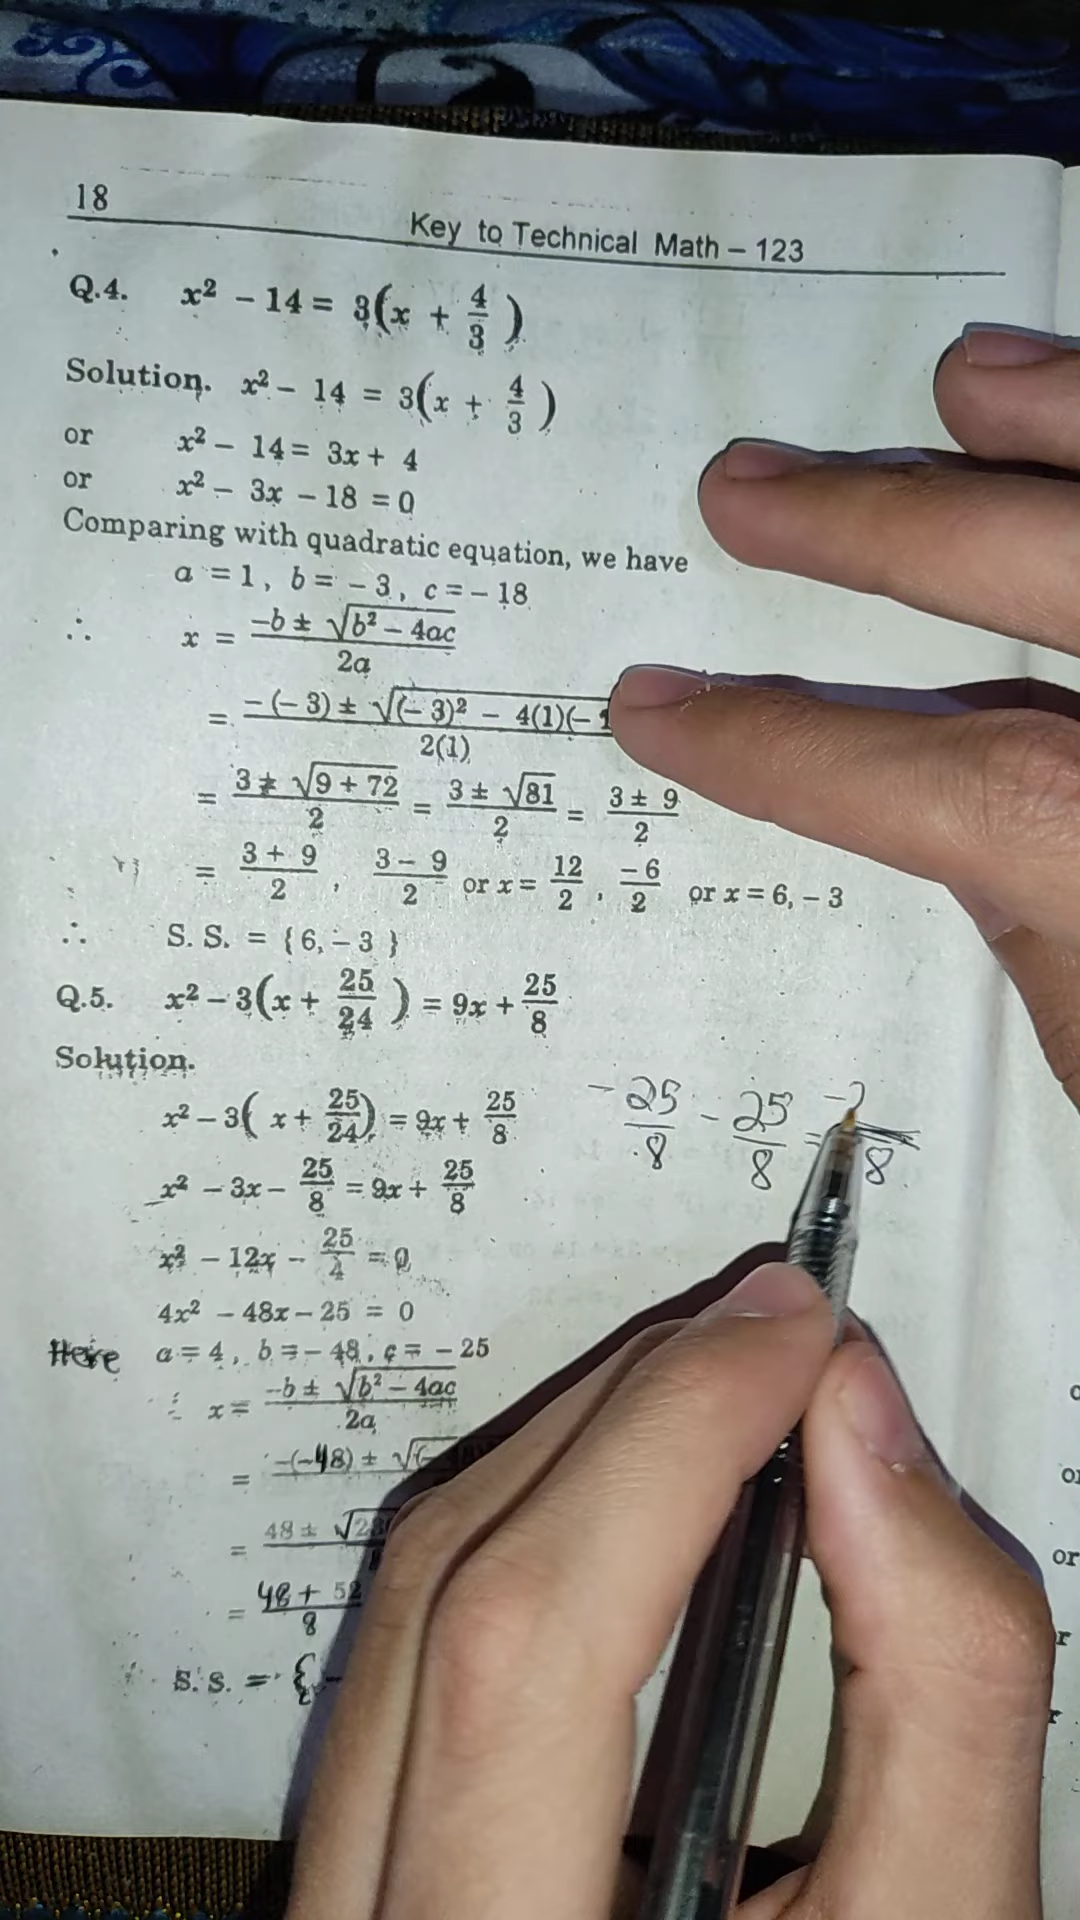 18
Key to Technical Math – 123
Q.4. x² – 14 = 3(x + 4/3)
Solution. x² – 14 = 3(x + 4/3)
or x² – 14 = 3x + 4
or x² – 3x – 18 = 0
Comparing with quadratic equation, we have
a = 1, b = – 3, c = – 18
∴ x = (–b ± √(b² – 4ac))/2a
= – (– 3) ± √(– 3)² – 4(1)(– / 2(1)
= (3 ± √(9 + 72))/2 = (3 ± √81)/2 = (3 ± 9)/2
= (3 + 9)/2, (3 – 9)/2 or x = 12/2, –6/2 or x = 6, – 3
∴ S. S. = {6, – 3}
Q.5. x² – 3(x + 25/24) = 9x + 25/8
Solution.
x² – 3(x + 25/24) = 9x + 25/8
– 25/8 – 25/8 = – /8
x² – 3x – 25/8 = 9x + 25/8
x² – 12x – 25/4 = 0
4x² – 48x – 25 = 0
Here a = 4, b = – 48, c = – 25
∴ x = (–b ± √(b² – 4ac))/2a
= –(–48) ± √(–
= 48 ± √
= 48 + 52 / 8
S.S. = { –